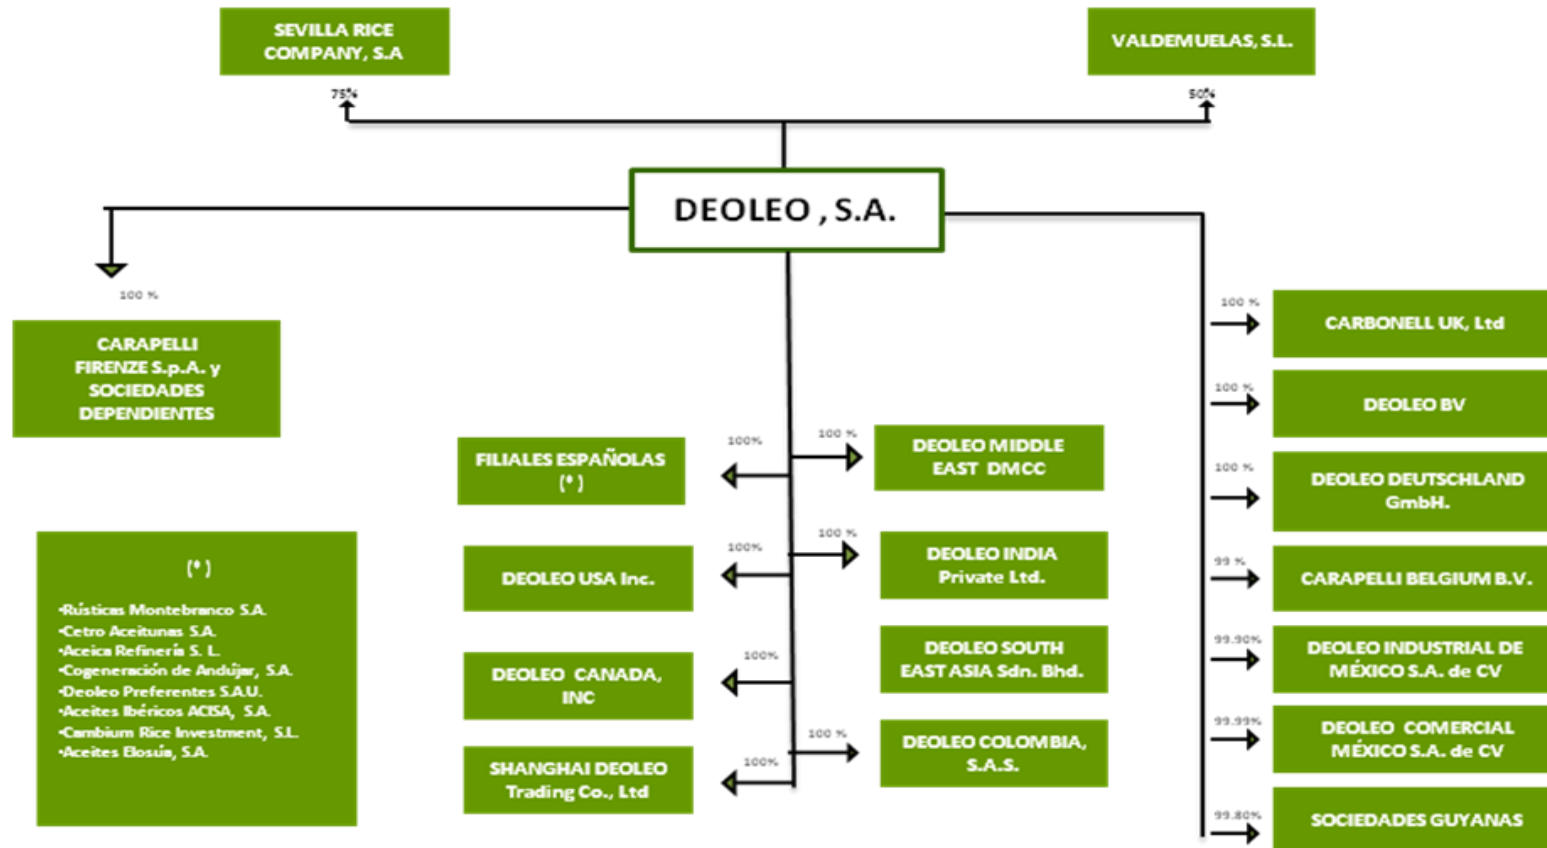 SEVILLA RICE
COMPANY, S.A
VALDEMUELAS, S.L.
75%
50%
DEOLEO , S.A.
100 %
CARAPELLI
FIRENZE S.p.A. y
SOCIEDADES
DEPENDIENTES
100 %
CARBONELL UK, Ltd
100 %
DEOLEO BV
100 %
DEOLEO DEUTSCHLAND
GmbH.
99 %
CARAPELLI BELGIUM B.V.
99.90%
DEOLEO INDUSTRIAL DE
MÉXICO S.A. de CV
99.99%
DEOLEO COMERCIAL
MÉXICO S.A. de CV
99.80%
SOCIEDADES GUYANAS
100%
FILIALES ESPAÑOLAS
(*)
100 %
DEOLEO MIDDLE
EAST DMCC
100%
DEOLEO USA Inc.
100 %
DEOLEO INDIA
Private Ltd.
100%
DEOLEO CANADA,
INC
DEOLEO SOUTH
EAST ASIA Sdn. Bhd.
100%
SHANGHAI DEOLEO
Trading Co., Ltd
100 %
DEOLEO COLOMBIA,
S.A.S.
(*)
•Rústicas Montebranco S.A.
•Cetro Aceitunas S.A.
•Aceica Refinería S. L.
•Cogeneración de Andújar, S.A.
•Deoleo Preferentes S.A.U.
•Aceites Ibéricos ACISA, S.A.
•Cambium Rice Investment, S.L.
•Aceites Elosúa, S.A.